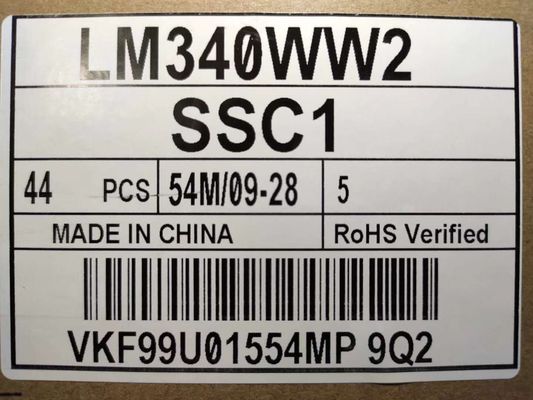 LM340WW2
SSC1
44 PCS 54M/09-28 5
MADE IN CHINA RoHS Verified
VKF99U01554MP 9Q2